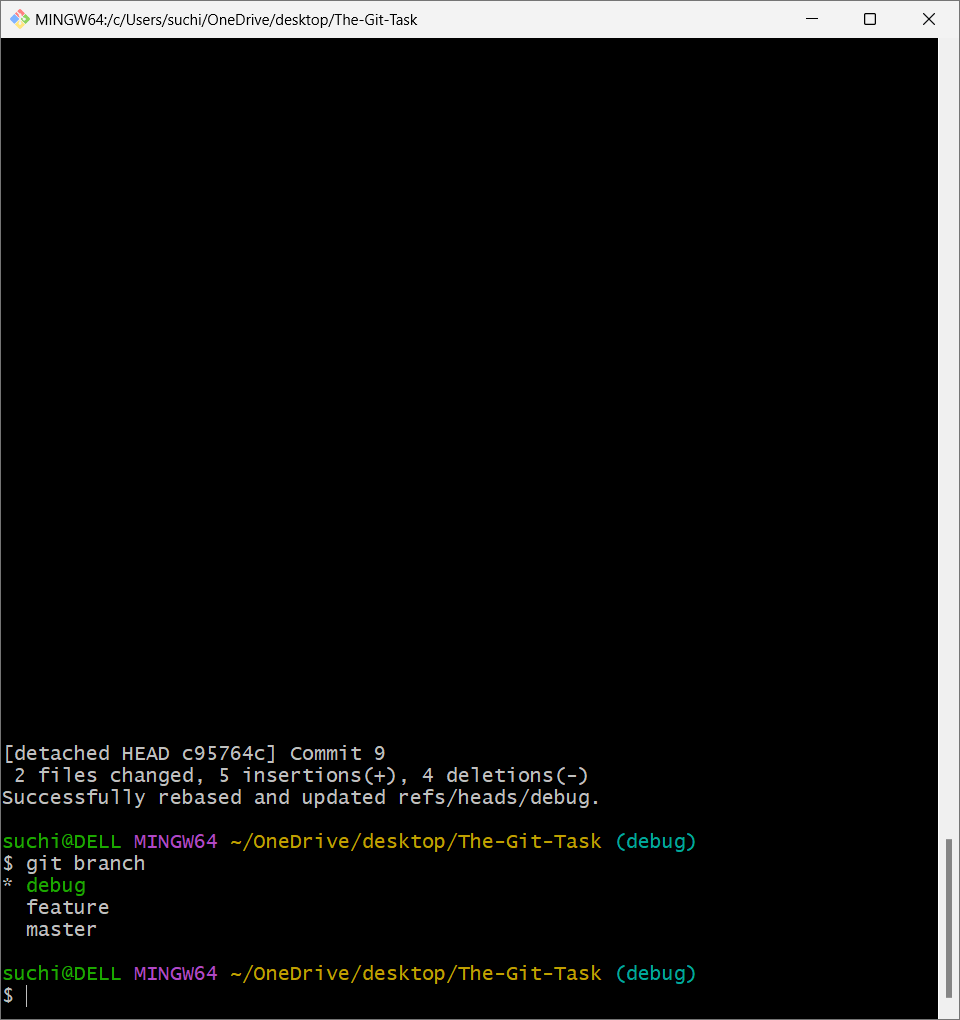 MINGW64:/c/Users/suchi/OneDrive/desktop/The-Git-Task
[detached HEAD c95764c] Commit 9
 2 files changed, 5 insertions(+), 4 deletions(-)
Successfully rebased and updated refs/heads/debug.
suchi@DELL MINGW64 ~/OneDrive/desktop/The-Git-Task (debug)
$ git branch
* debug
  feature
  master
suchi@DELL MINGW64 ~/OneDrive/desktop/The-Git-Task (debug)
$